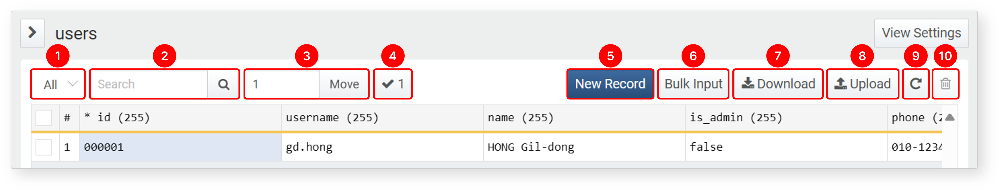 users
View Settings
1 2 3 4 5 6 7 8 9 10
All Search 1 Move 1 New Record Bulk Input Download Upload
# * id (255) username (255) name (255) is_admin (255) phone (2
1 000001 gd.hong HONG Gil-dong false 010-1234